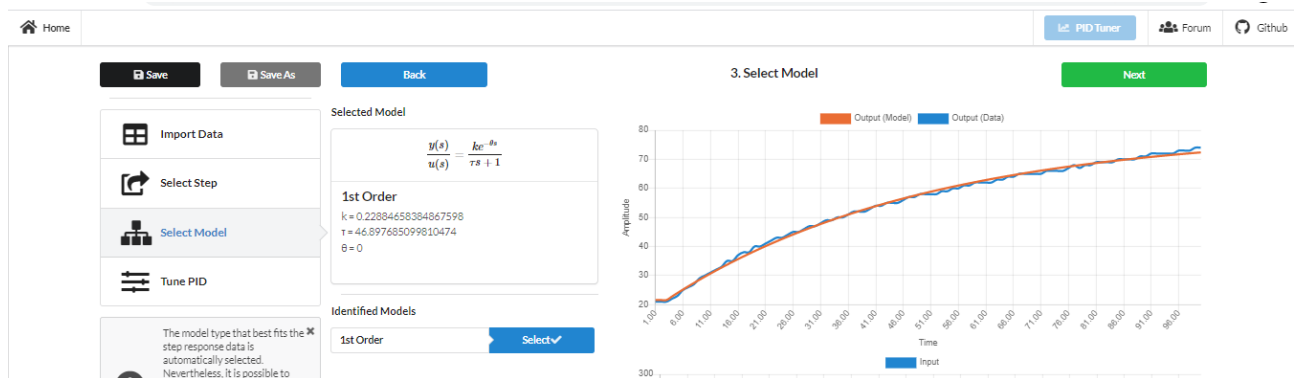 Home
PID Tuner
Forum
Github
Save
Save As
Back
3. Select Model
Next
Import Data
Select Step
Select Model
Tune PID
The model type that best fits the
step response data is
automatically selected.
Nevertheless, it is possible to
Selected Model
y(s)/u(s) = ke^{-θs}/τs + 1
1st Order
k = 0.22884658384867598
τ = 46.897685099810474
θ = 0
Identified Models
1st Order
Select
Output (Model) Output (Data)
Amplitude
80
70
60
50
40
30
20
1.00 6.00 11.00 16.00 21.00 26.00 31.00 36.00 41.00 46.00 51.00 56.00 61.00 66.00 71.00 76.00 81.00 86.00 91.00 96.00
Time
Input
300